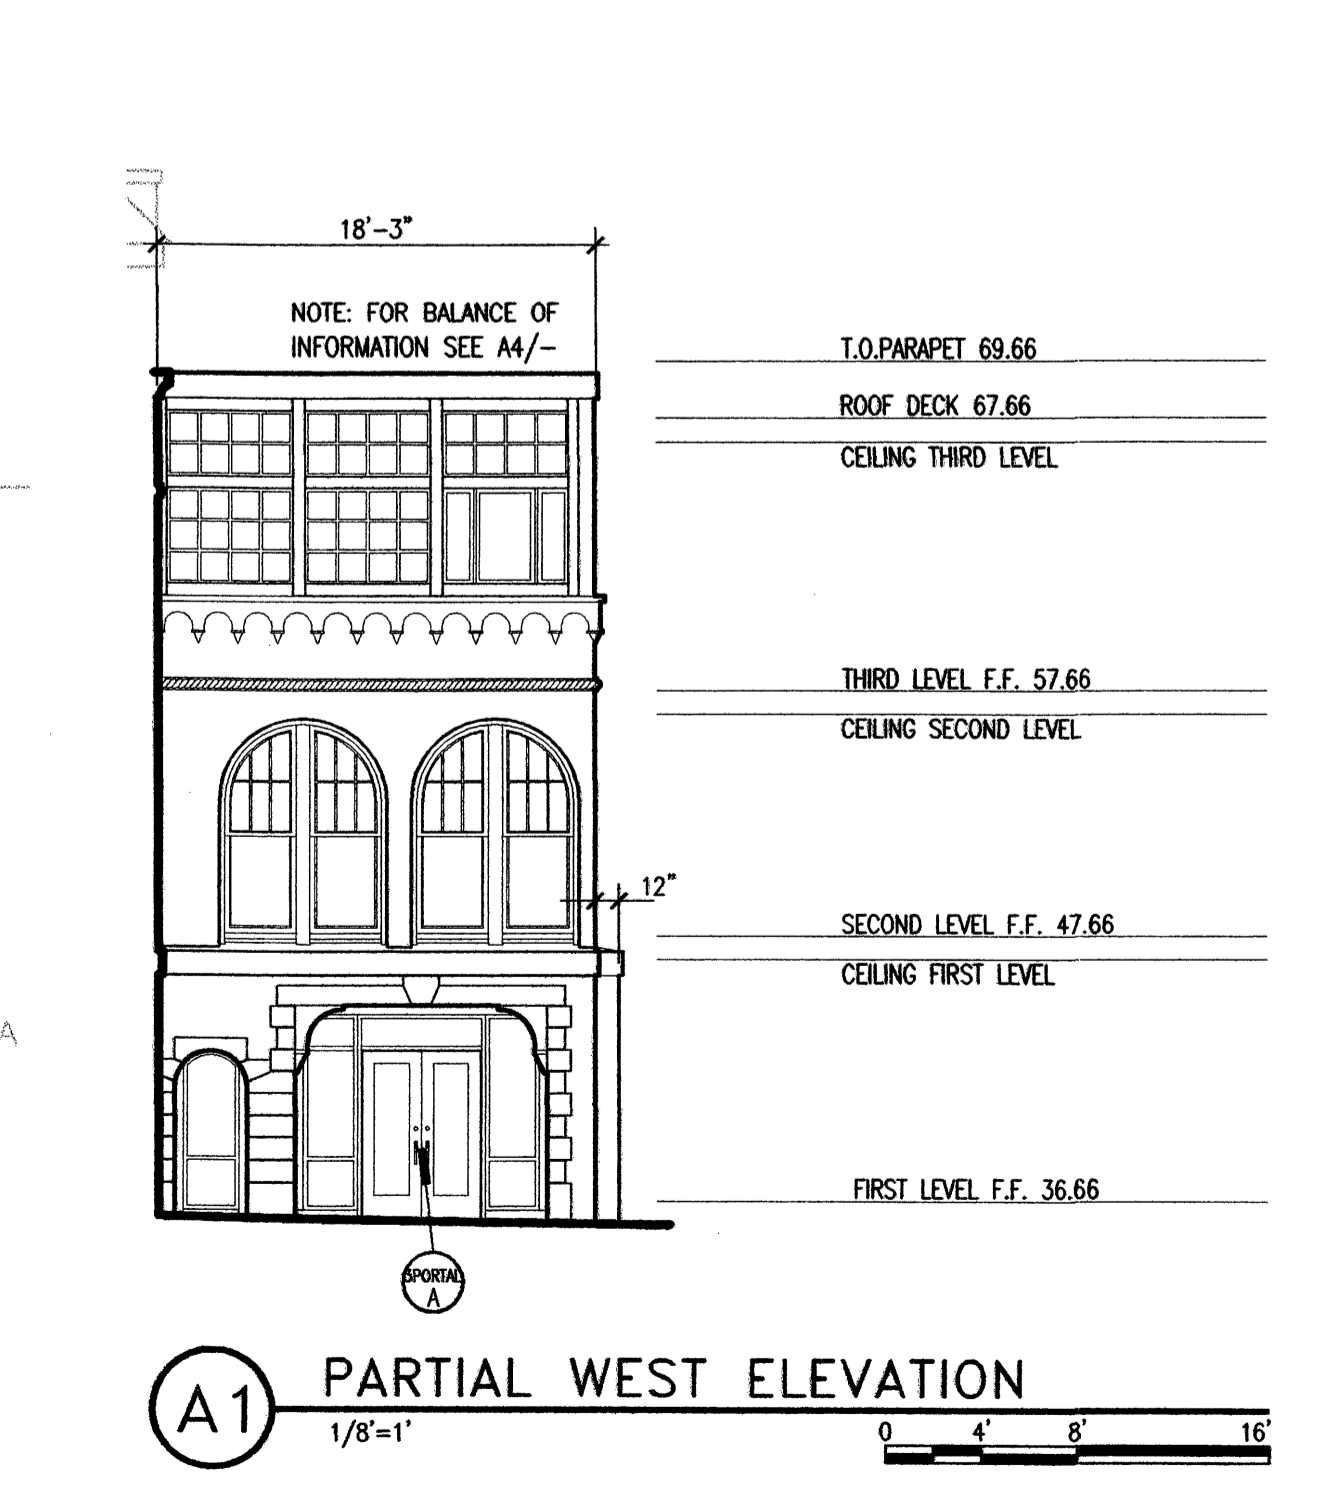 18'-3"
NOTE: FOR BALANCE OF
INFORMATION SEE A4/-
T.O.PARAPET 69.66
ROOF DECK 67.66
CEILING THIRD LEVEL
THIRD LEVEL F.F. 57.66
CEILING SECOND LEVEL
12"
SECOND LEVEL F.F. 47.66
CEILING FIRST LEVEL
A
FIRST LEVEL F.F. 36.66
A
A1
PARTIAL WEST ELEVATION
1/8'=1'
0 4' 8' 16'